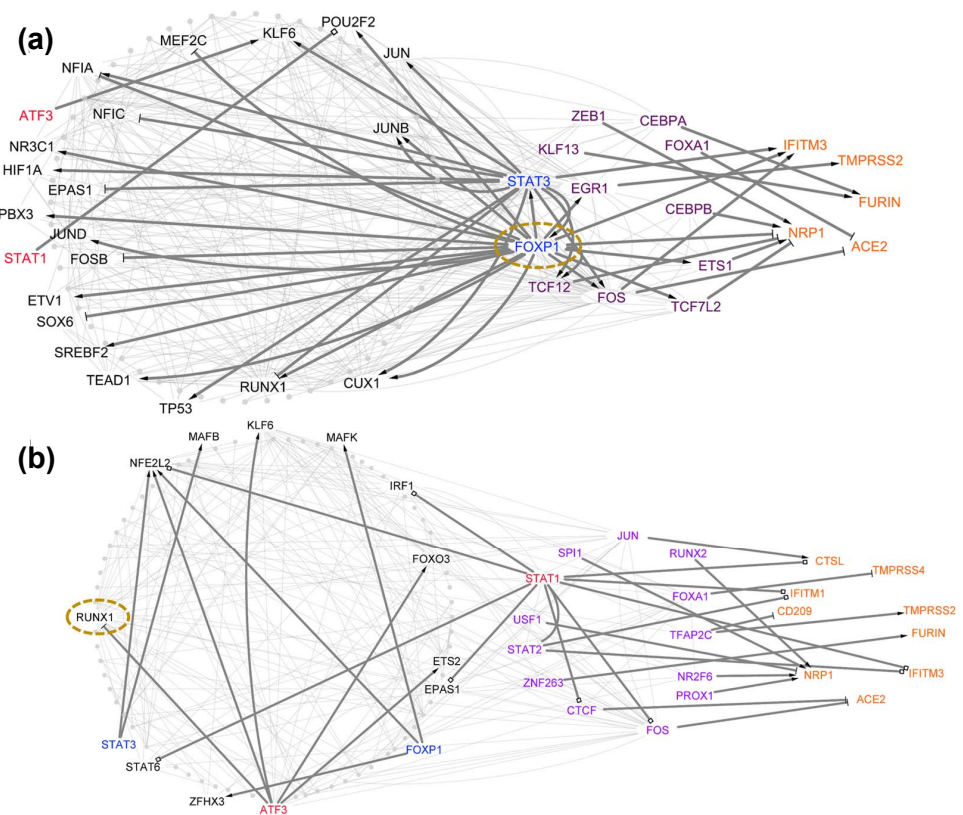 (a)
POU2F2
KLF6
MEF2C
JUN
NFIA
ATF3
NFIC
ZEB1
CEBPA
JUNB
NR3C1
KLF13
FOXA1
IFITM3
TMPRSS2
HIF1A
STAT3
EGR1
EPAS1
FURIN
CEBPB
PBX3
JUND
NRP1
FOXP1
ACE2
STAT1
FOSB
ETS1
TCF12
ETV1
FOS
TCF7L2
SOX6
SREBF2
TEAD1
RUNX1
CUX1
TP53
(b)
KLF6
MAFB
MAFK
NFE2L2
IRF1
JUN
SPI1
RUNX2
FOXO3
CTSL
STAT1
TMPRSS4
FOXA1
IFITM1
RUNX1
CD209
TMPRSS2
USF1
TFAP2C
FURIN
STAT2
ETS2
NR2F6
NRP1
IFITM3
ZNF263
EPAS1
PROX1
ACE2
CTCF
FOS
STAT3
FOXP1
STAT6
ZFHX3
ATF3